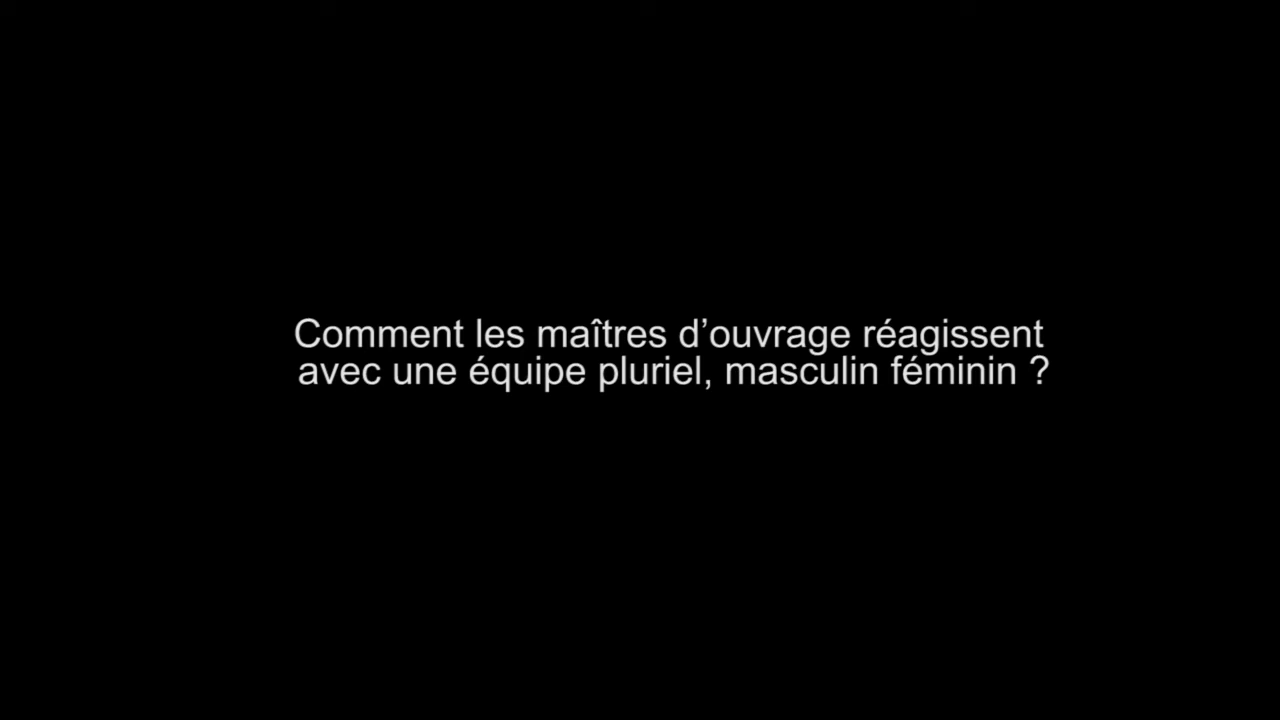 Comment les maîtres d’ouvrage réagissent
avec une équipe pluriel, masculin féminin ?